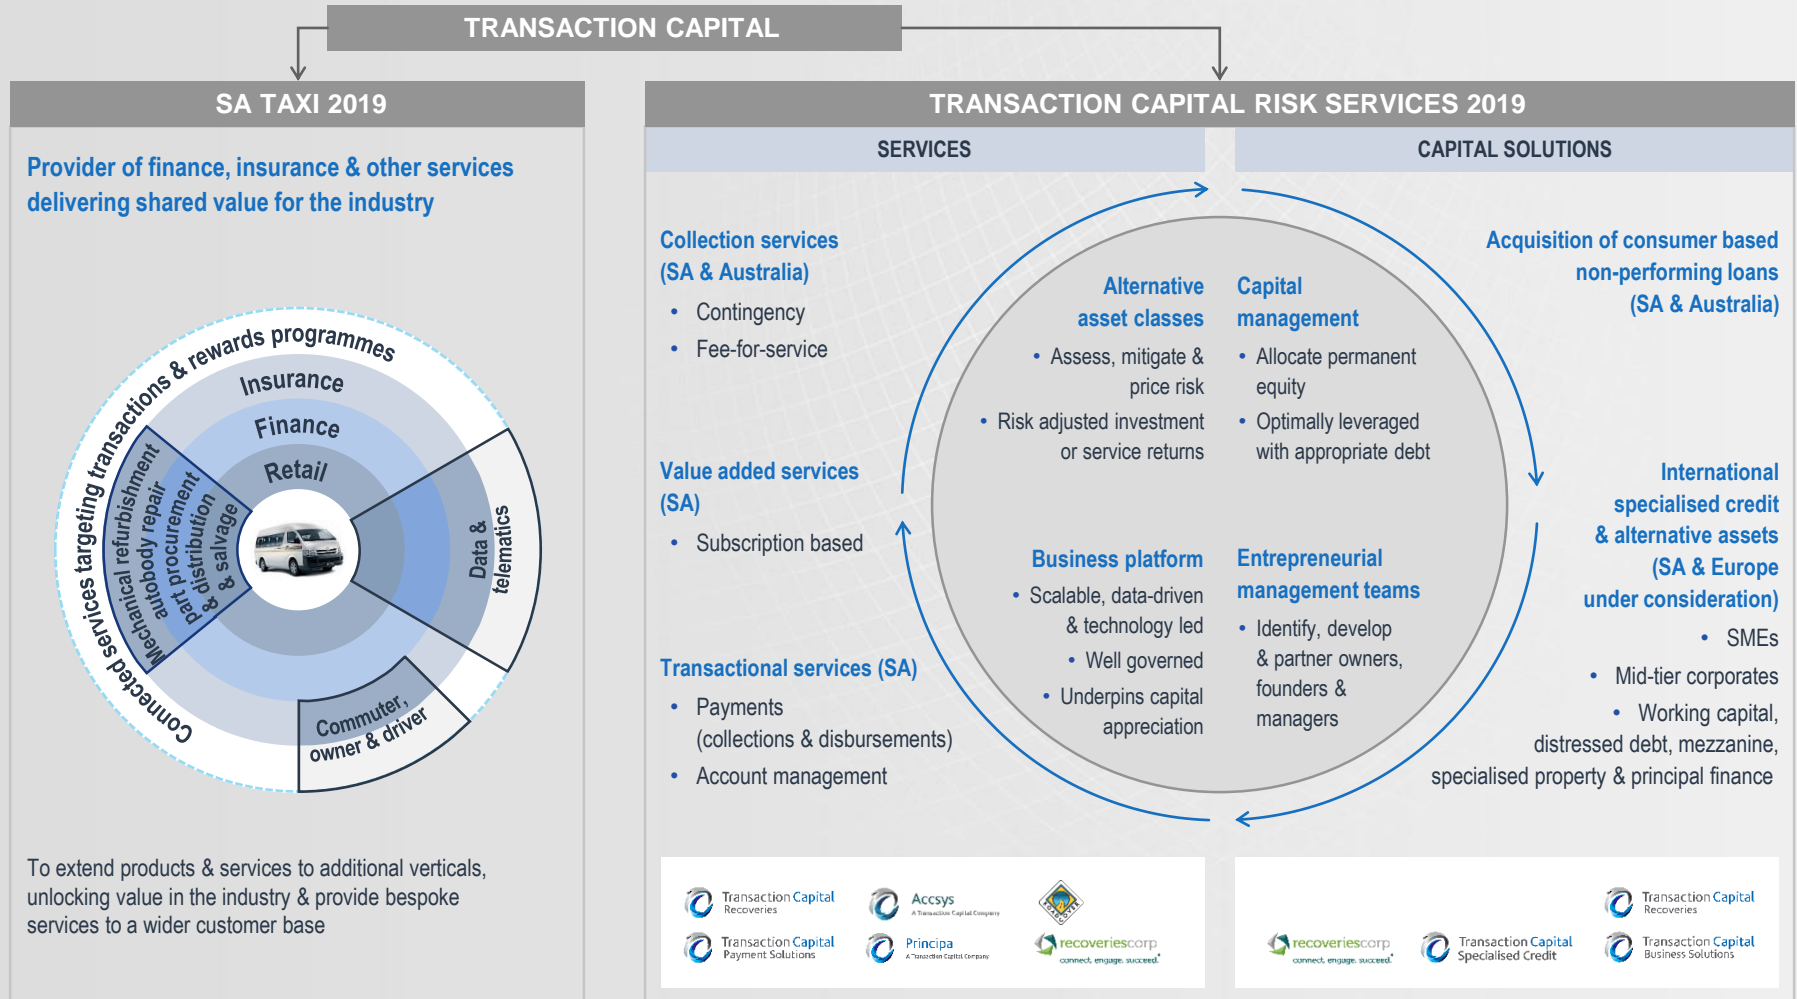 TRANSACTION CAPITAL
SA TAXI 2019
Provider of finance, insurance & other services
delivering shared value for the industry
Connected services targeting transactions & rewards programmes
Insurance
Finance
Retail
Mechanical refurbishment
autobody repair
part procurement
& distribution
& salvage
Data &
telematics
Commuter,
owner & driver
To extend products & services to additional verticals,
unlocking value in the industry & provide bespoke
services to a wider customer base
TRANSACTION CAPITAL RISK SERVICES 2019
SERVICES
Collection services
(SA & Australia)
• Contingency
• Fee-for-service
Value added services
(SA)
• Subscription based
Transactional services (SA)
• Payments
(collections & disbursements)
• Account management
Alternative
asset classes
• Assess, mitigate &
price risk
• Risk adjusted investment
or service returns
Capital
management
• Allocate permanent
equity
• Optimally leveraged
with appropriate debt
Business platform
• Scalable, data-driven
& technology led
• Well governed
• Underpins capital
appreciation
Entrepreneurial
management teams
• Identify, develop
& partner owners,
founders &
managers
CAPITAL SOLUTIONS
Acquisition of consumer based
non-performing loans
(SA & Australia)
International
specialised credit
& alternative assets
(SA & Europe
under consideration)
• SMEs
• Mid-tier corporates
• Working capital,
distressed debt, mezzanine,
specialised property & principal finance
Transaction Capital
Recoveries
Accsys
A Transaction Capital Company
ROADCOVER
Transaction Capital
Payment Solutions
Principa
A Transaction Capital Company
recoveriescorp
connect. engage. succeed.
Transaction Capital
Recoveries
recoveriescorp
connect. engage. succeed.
Transaction Capital
Specialised Credit
Transaction Capital
Business Solutions